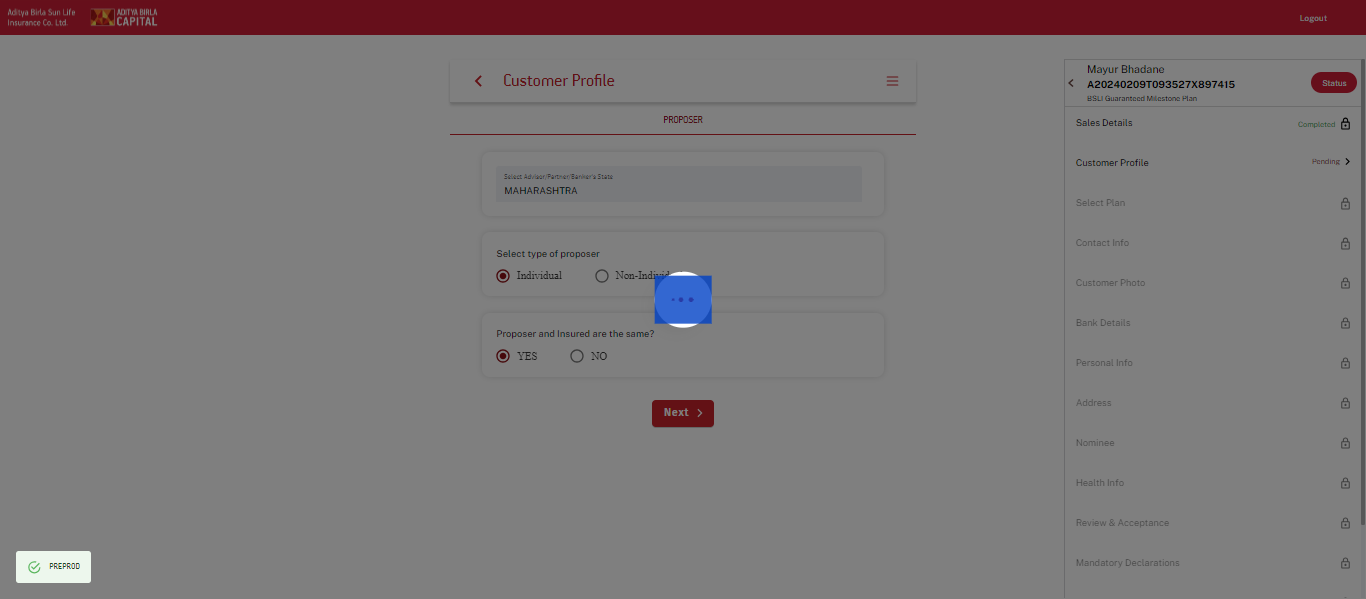 Aditya Birla Sun Life
Insurance Co. Ltd.
ADITYA BIRLA
CAPITAL
Logout
Customer Profile
PROPOSER
Select Advisor/Partner/Banker's State
MAHARASHTRA
Select type of proposer
Individual
Non-Individ
Proposer and Insured are the same?
YES
NO
Next
PREPROD
Mayur Bhadane
A20240209T093527X897415
BSLI Guaranteed Milestone Plan
Status
Sales Details
Completed
Customer Profile
Pending
Select Plan
Contact Info
Customer Photo
Bank Details
Personal Info
Address
Nominee
Health Info
Review & Acceptance
Mandatory Declarations